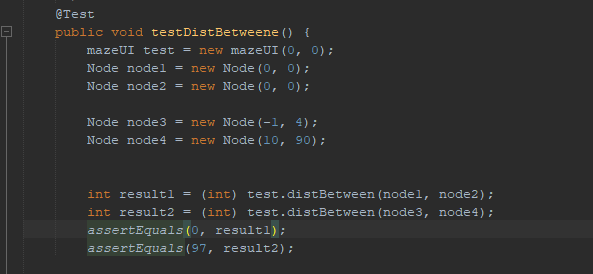 @Test
public void testDistBetweene() {
mazeUI test = new mazeUI(0, 0);
Node node1 = new Node(0, 0);
Node node2 = new Node(0, 0);
Node node3 = new Node(-1, 4);
Node node4 = new Node(10, 90);
int result1 = (int) test.distBetween(node1, node2);
int result2 = (int) test.distBetween(node3, node4);
assertEquals(0, result1);
assertEquals(97, result2);